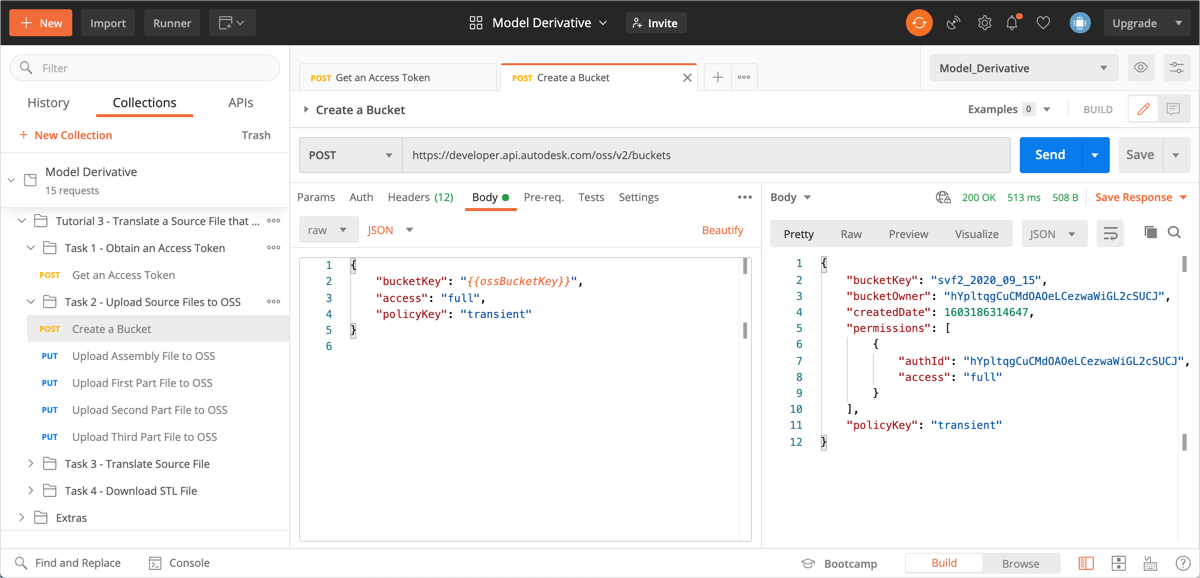 + New
Import
Runner
Model Derivative
Invite
Upgrade
Filter
History
Collections
APIs
+ New Collection
Trash
Model Derivative
15 requests
Tutorial 3 - Translate a Source File that ...
Task 1 - Obtain an Access Token
POST Get an Access Token
Task 2 - Upload Source Files to OSS
POST Create a Bucket
PUT Upload Assembly File to OSS
PUT Upload First Part File to OSS
PUT Upload Second Part File to OSS
PUT Upload Third Part File to OSS
Task 3 - Translate Source File
Task 4 - Download STL File
Extras
POST Get an Access Token
POST Create a Bucket
Model_Derivative
Create a Bucket
Examples 0
BUILD
POST
https://developer.api.autodesk.com/oss/v2/buckets
Send
Save
Params Auth Headers (12) Body Pre-req. Tests Settings
raw
JSON
Beautify
1 {
2 "bucketKey": "{{ossBucketKey}}",
3 "access": "full",
4 "policyKey": "transient"
5 }
6
Body
200 OK 513 ms 508 B Save Response
Pretty Raw Preview Visualize JSON
1 {
2 "bucketKey": "svf2_2020_09_15",
3 "bucketOwner": "hYpltqgCuCMdOAOeLCezwaWiGL2cSUCJ",
4 "createdDate": 1603186314647,
5 "permissions": [
6 {
7 "authId": "hYpltqgCuCMdOAOeLCezwaWiGL2cSUCJ",
8 "access": "full"
9 }
10 ],
11 "policyKey": "transient"
12 }
Find and Replace
Console
Bootcamp
Build
Browse